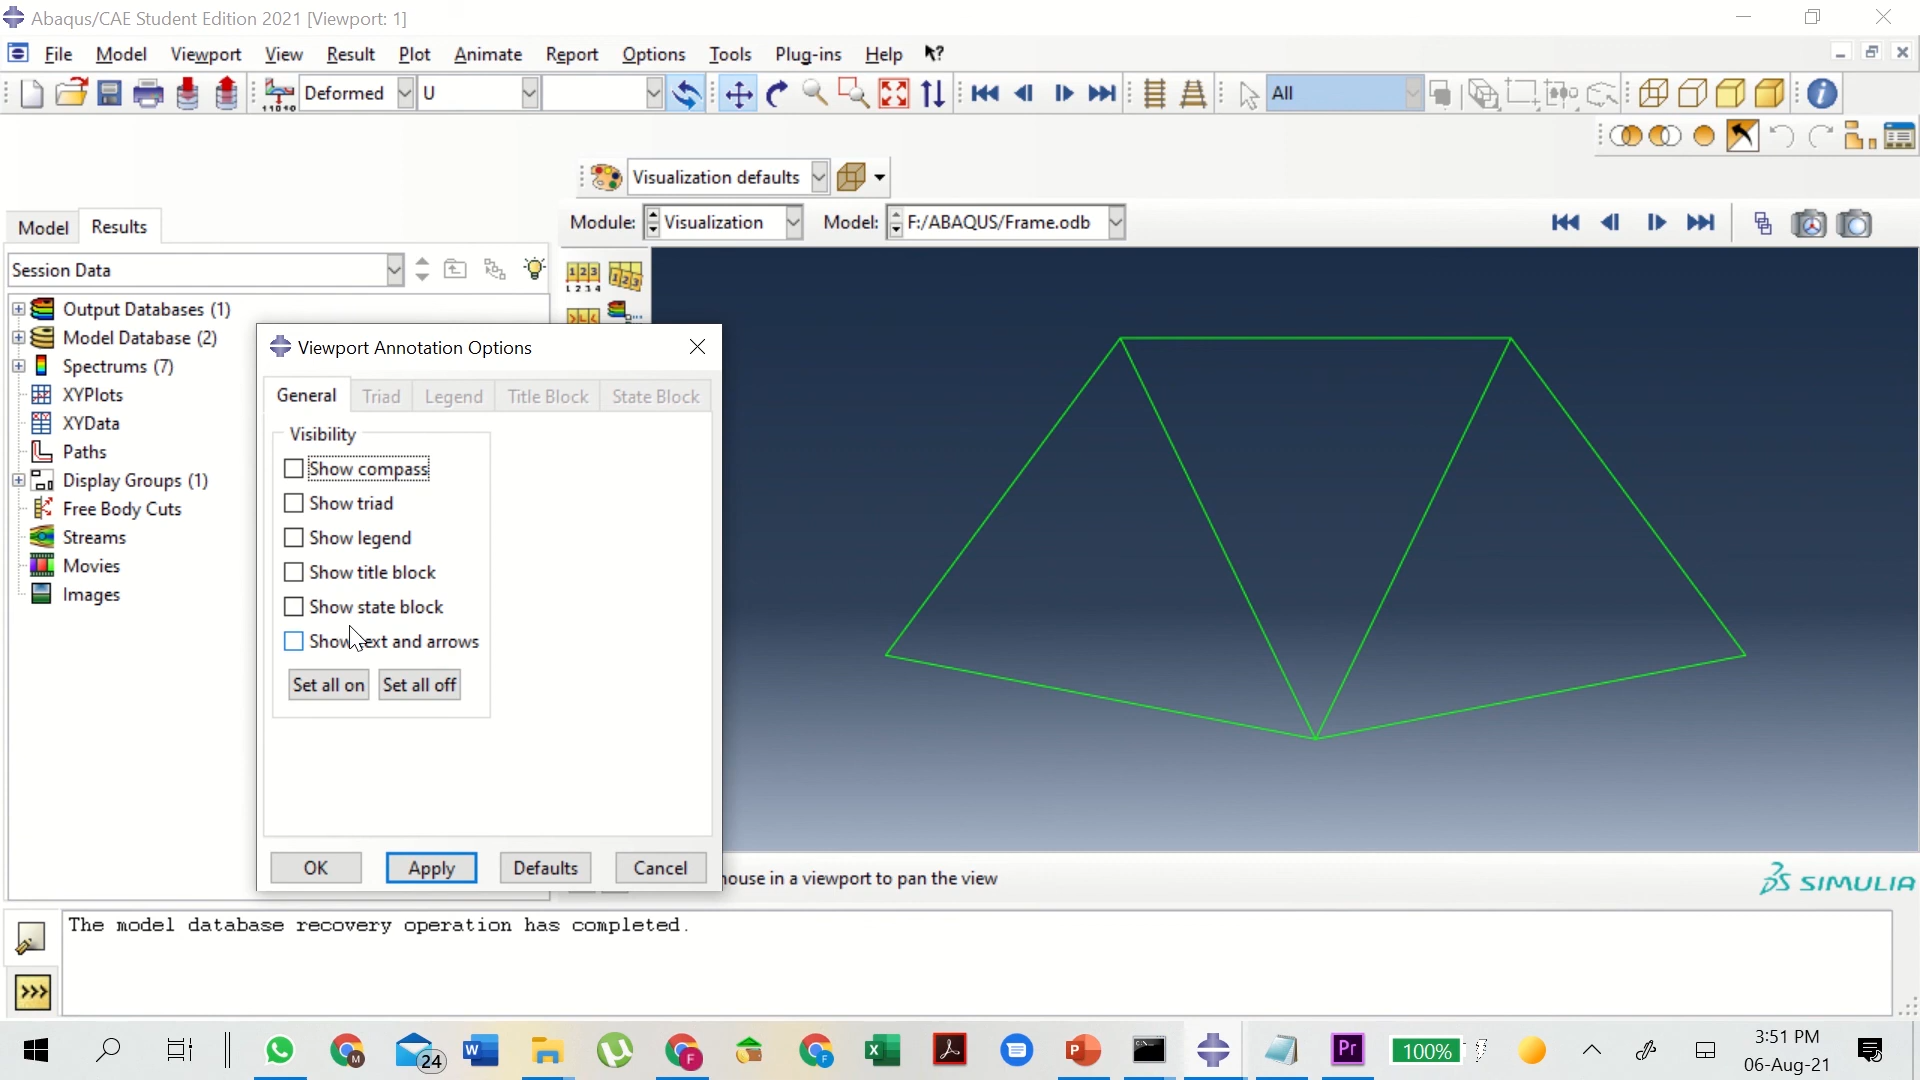 Abaqus/CAE Student Edition 2021 [Viewport: 1]
File Model Viewport View Result Plot Animate Report Options Tools Plug-ins Help
Deformed U All
Visualization defaults
Model Results Module: Visualization Model: F:/ABAQUS/Frame.odb
Session Data
Output Databases (1)
Model Database (2)
Spectrums (7)
XYPlots
XYData
Paths
Display Groups (1)
Free Body Cuts
Streams
Movies
Images
Viewport Annotation Options
General Triad Legend Title Block State Block
Visibility
Show compass
Show triad
Show legend
Show title block
Show state block
Show ext and arrows
Set all on Set all off
OK Apply Defaults Cancel
ouse in a viewport to pan the view
SIMULIA
The model database recovery operation has completed.
>>>
24
100%
3:51 PM
06-Aug-21